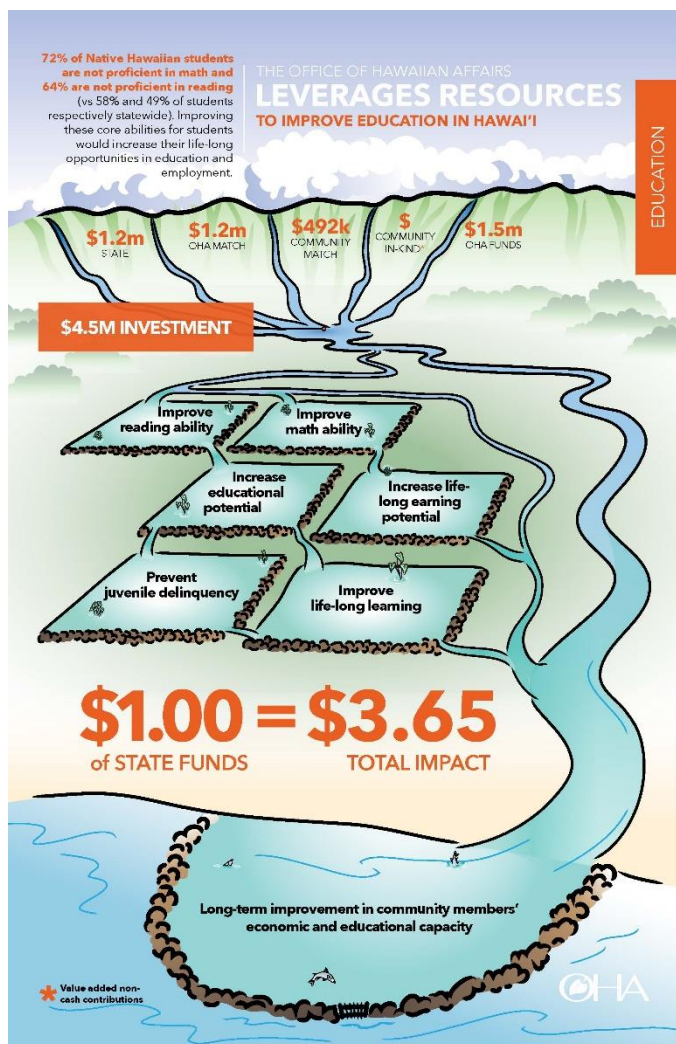 72% of Native Hawaiian students
are not proficient in math and
64% are not proficient in reading
(vs 58% and 49% of students
respectively statewide). Improving
these core abilities for students
would increase their life-long
opportunities in education and
employment.
THE OFFICE OF HAWAIIAN AFFAIRS
LEVERAGES RESOURCES
TO IMPROVE EDUCATION IN HAWAI'I
EDUCATION
$1.2m
STATE
$1.2m
OHA MATCH
$492k
COMMUNITY
MATCH
$
COMMUNITY
IN-KIND*
$1.5m
OHA FUNDS
$4.5M INVESTMENT
Improve
reading ability
Improve
math ability
Increase
educational
potential
Increase life-
long earning
potential
Prevent
juvenile delinquency
Improve
life-long learning
$1.00 = $3.65
of STATE FUNDS TOTAL IMPACT
Long-term improvement in community members'
economic and educational capacity
* Value added non-
cash contributions
OHA